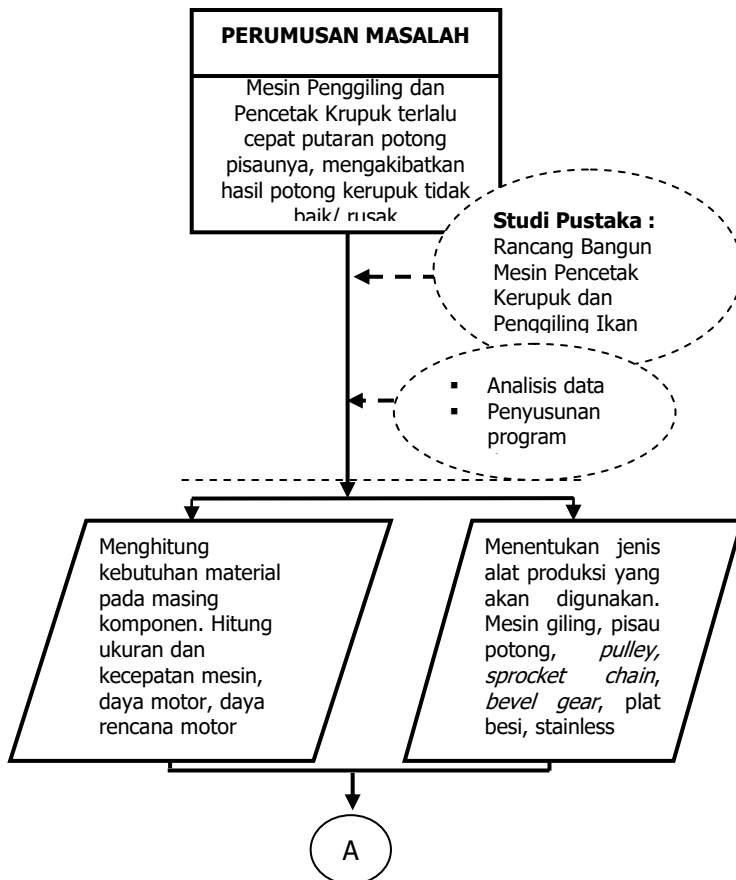 PERUMUSAN MASALAH
Mesin Penggiling dan
Pencetak Krupuk terlalu
cepat putaran potong
pisaunya, mengakibatkan
hasil potong kerupuk tidak
baik/ rusak
Studi Pustaka :
Rancang Bangun
Mesin Pencetak
Kerupuk dan
Penggiling Ikan
▪ Analisis data
▪ Penyusunan
program
Menghitung
kebutuhan material
pada masing
komponen. Hitung
ukuran dan
kecepatan mesin,
daya motor, daya
rencana motor
Menentukan jenis
alat produksi yang
akan digunakan.
Mesin giling, pisau
potong, pulley,
sprocket chain,
bevel gear, plat
besi, stainless
A